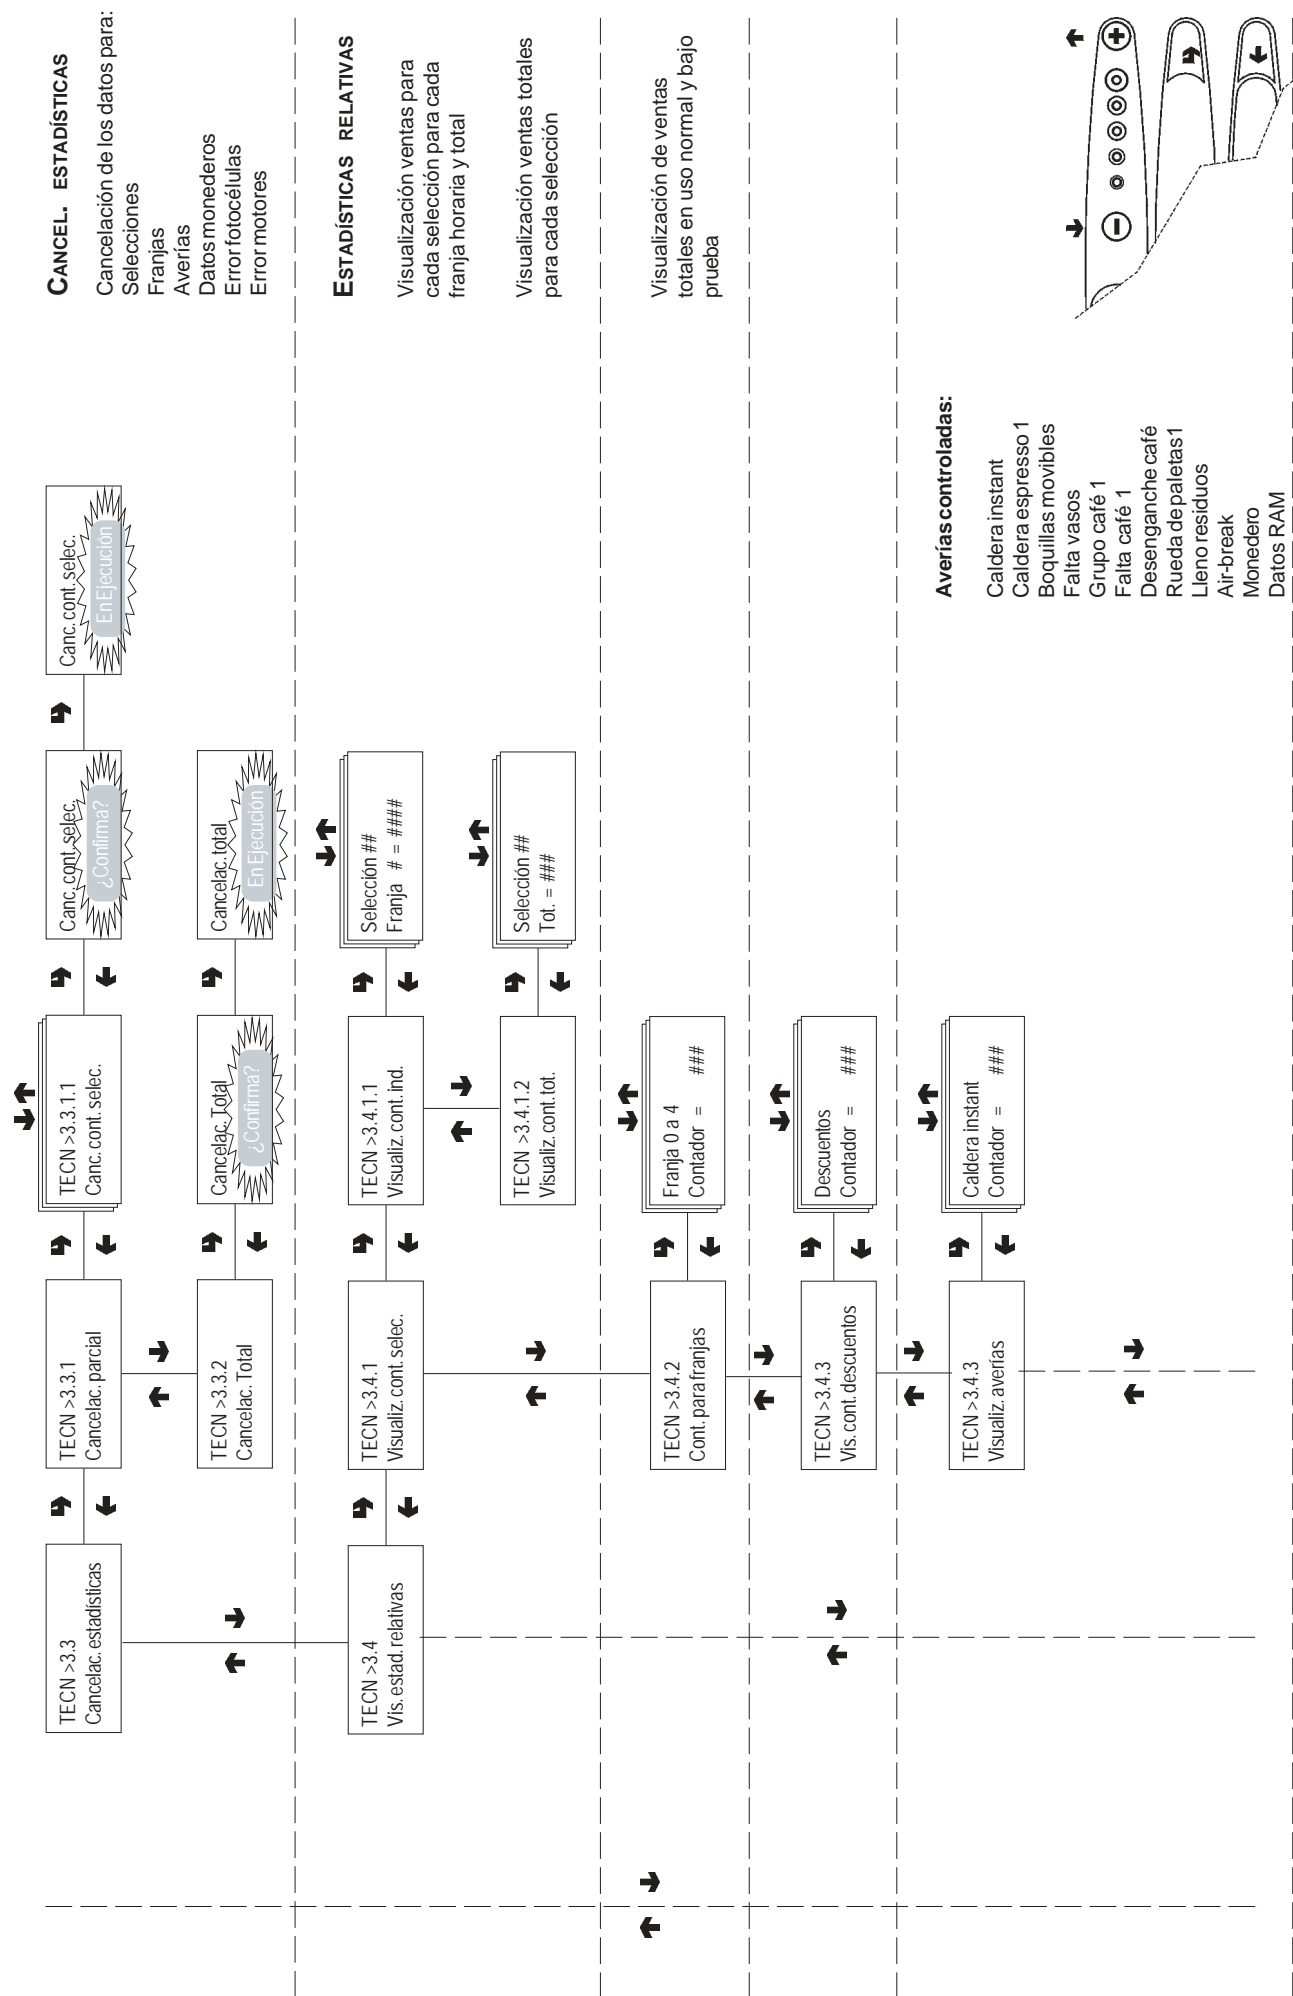 TECN >3.3
Cancelac. estadísticas
TECN >3.3.1
Cancelac. parcial
TECN >3.3.1.1
Canc. cont. selec.
Canc. cont. selec.
¿Confirma?
Canc. cont. selec.
En Ejecución
CANCEL. ESTADÍSTICAS
Cancelación de los datos para:
Selecciones
Franjas
Averías
Datos monederos
Error fotocélulas
Error motores
TECN >3.3.2
Cancelac. Total
Cancelac. Total
¿Confirma?
Cancelac. total
En Ejecución
TECN >3.4
Vis. estad. relativas
TECN >3.4.1
Visualiz. cont. selec.
TECN >3.4.1.1
Visualiz. cont. ind.
Selección ##
Franja # = ####
ESTADÍSTICAS RELATIVAS
Visualización ventas para
cada selección para cada
franja horaria y total
TECN >3.4.1.2
Visualiz. cont. tot.
Selección ##
Tot. = ###
Visualización ventas totales
para cada selección
TECN >3.4.2
Cont. para franjas
Franja 0 a 4
Contador = ###
Visualización de ventas
totales en uso normal y bajo
prueba
TECN >3.4.3
Vis. cont. descuentos
Descuentos
Contador = ###
TECN >3.4.3
Visualiz. averías
Caldera instant
Contador = ###
Averías controladas:
Caldera instant
Caldera espresso 1
Boquillas movibles
Falta vasos
Grupo café 1
Falta café 1
Desenganche café
Rueda de paletas1
Lleno residuos
Air-break
Monedero
Datos RAM